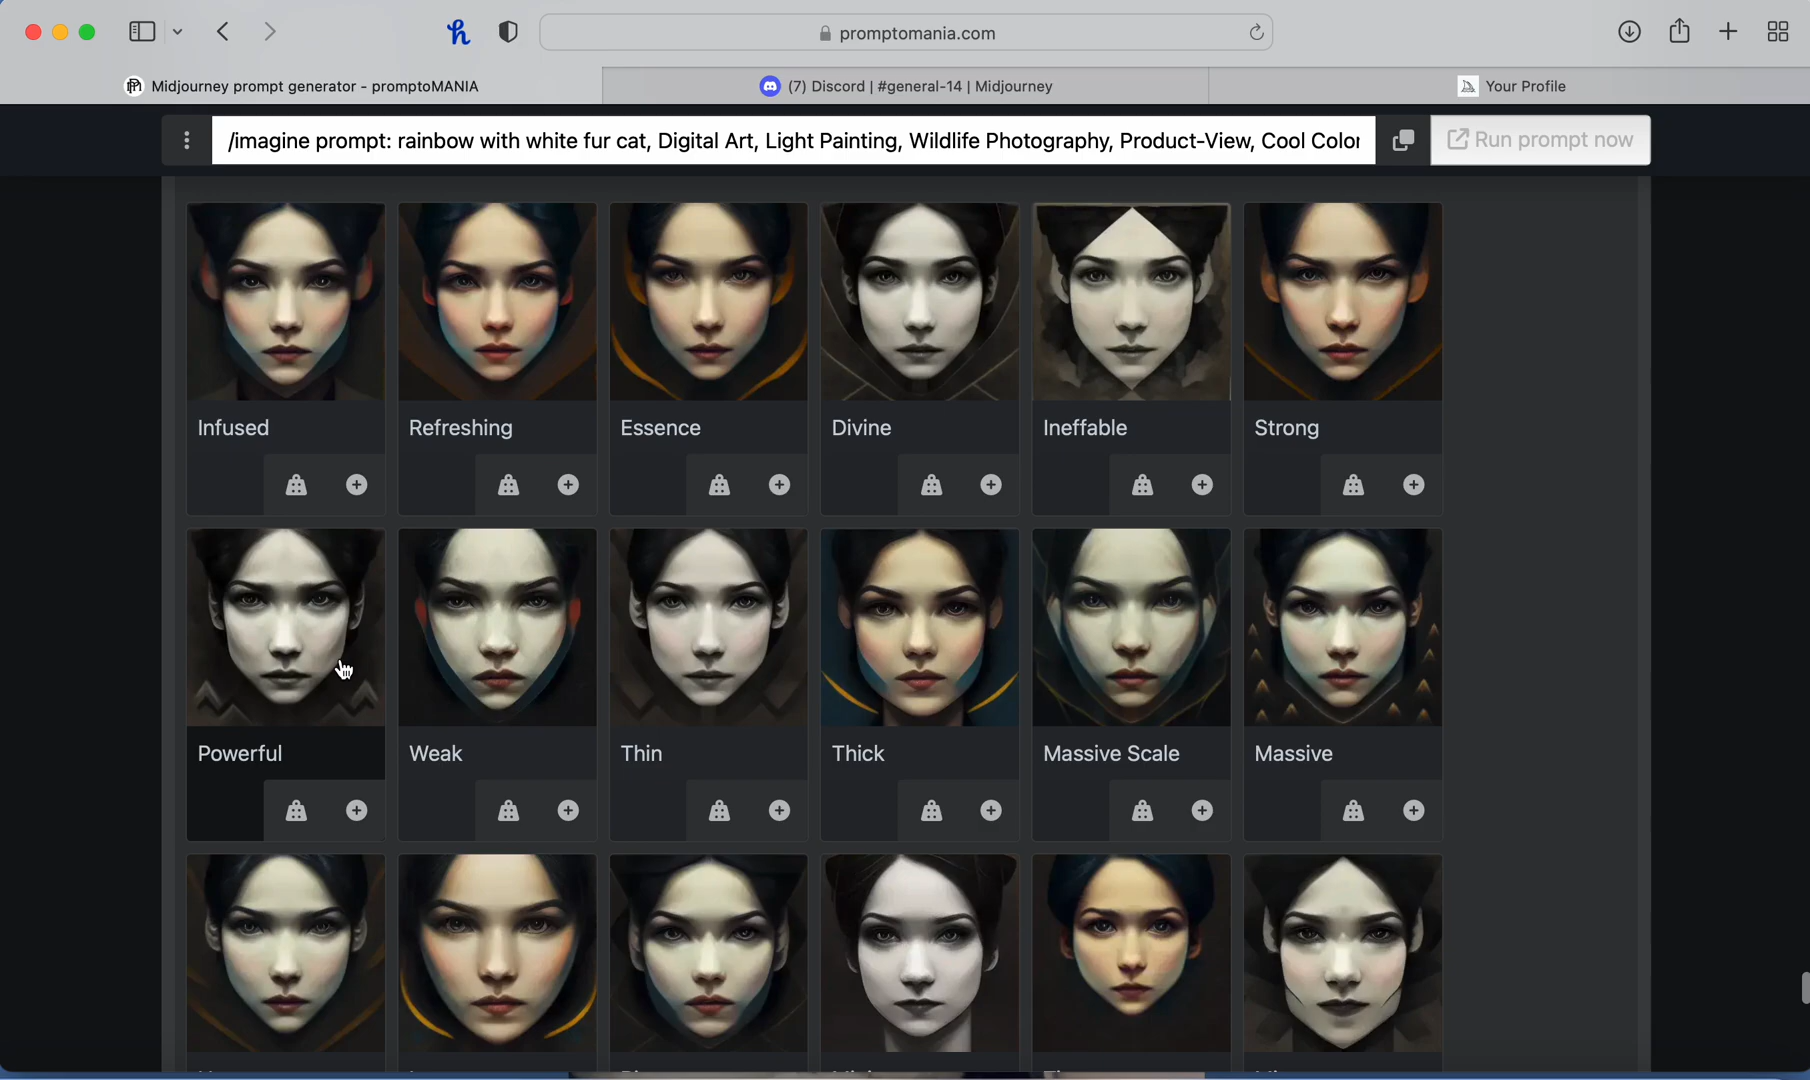 promptomania.com
Midjourney prompt generator - promptoMANIA
(7) Discord | #general-14 | Midjourney
Your Profile
/imagine prompt: rainbow with white fur cat, Digital Art, Light Painting, Wildlife Photography, Product-View, Cool Color
Run prompt now
Infused
Refreshing
Essence
Divine
Ineffable
Strong
Powerful
Weak
Thin
Thick
Massive Scale
Massive